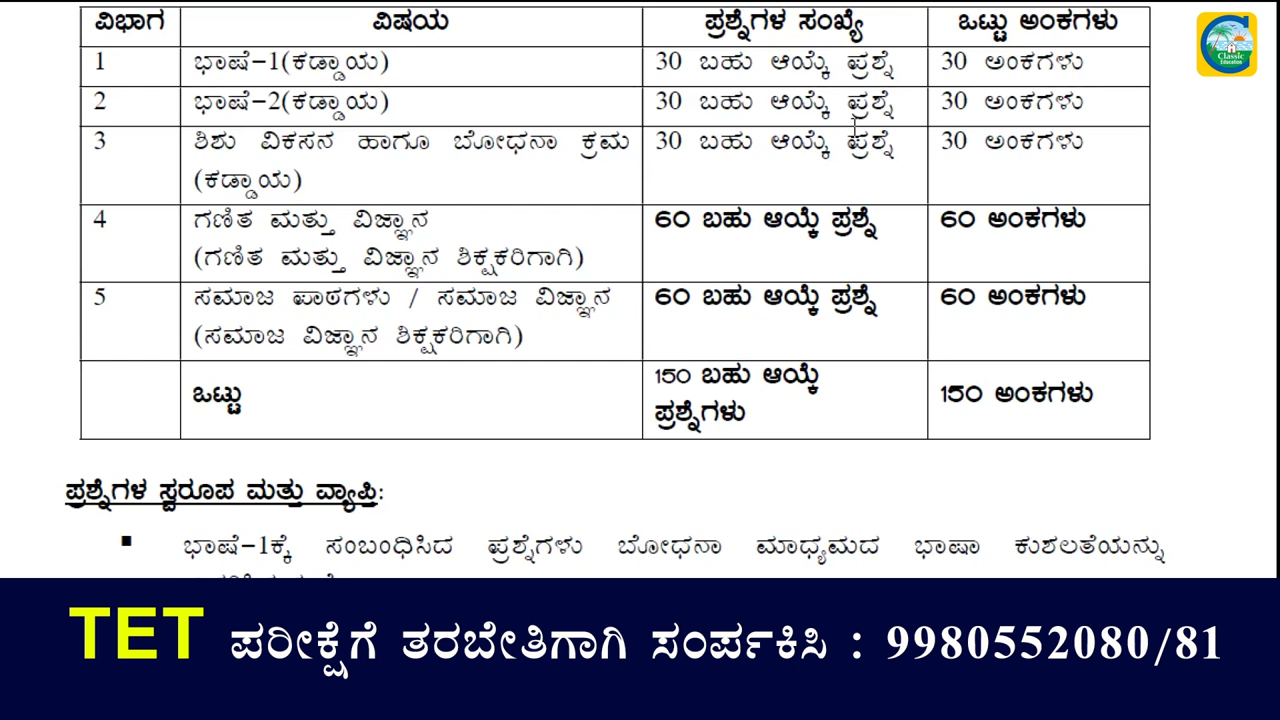 ವಿಭಾಗ ವಿಷಯ ಪ್ರಶ್ನೆಗಳ ಸಂಖ್ಯೆ ಒಟ್ಟು ಅಂಕಗಳು
1 ಭಾಷೆ-1(ಕಡ್ಡಾಯ) 30 ಬಹು ಆಯ್ಕೆ ಪ್ರಶ್ನೆ 30 ಅಂಕಗಳು
2 ಭಾಷೆ-2(ಕಡ್ಡಾಯ) 30 ಬಹು ಆಯ್ಕೆ ಪ್ರಶ್ನೆ 30 ಅಂಕಗಳು
3 ಶಿಶು ವಿಕಸನ ಹಾಗೂ ಬೋಧನಾ ಕ್ರಮ 30 ಬಹು ಆಯ್ಕೆ ಪ್ರಶ್ನೆ 30 ಅಂಕಗಳು
(ಕಡ್ಡಾಯ)
4 ಗಣಿತ ಮತ್ತು ವಿಜ್ಞಾನ 60 ಬಹು ಆಯ್ಕೆ ಪ್ರಶ್ನೆ 60 ಅಂಕಗಳು
(ಗಣಿತ ಮತ್ತು ವಿಜ್ಞಾನ ಶಿಕ್ಷಕರಿಗಾಗಿ)
5 ಸಮಾಜ ಪಾಠಗಳು / ಸಮಾಜ ವಿಜ್ಞಾನ 60 ಬಹು ಆಯ್ಕೆ ಪ್ರಶ್ನೆ 60 ಅಂಕಗಳು
(ಸಮಾಜ ವಿಜ್ಞಾನ ಶಿಕ್ಷಕರಿಗಾಗಿ)
ಒಟ್ಟು 150 ಬಹು ಆಯ್ಕೆ ಪ್ರಶ್ನೆಗಳು 150 ಅಂಕಗಳು
ಪ್ರಶ್ನೆಗಳ ಸ್ವರೂಪ ಮತ್ತು ವ್ಯಾಪ್ತಿ:
▪ ಭಾಷೆ-1ಕ್ಕೆ ಸಂಬಂಧಿಸಿದ ಪ್ರಶ್ನೆಗಳು ಬೋಧನಾ ಮಾಧ್ಯಮದ ಭಾಷಾ ಕುಶಲತೆಯನ್ನು
TET ಪರೀಕ್ಷೆಗೆ ತರಬೇತಿಗಾಗಿ ಸಂರ್ಪಕಿಸಿ : 9980552080/81
Classic
Education